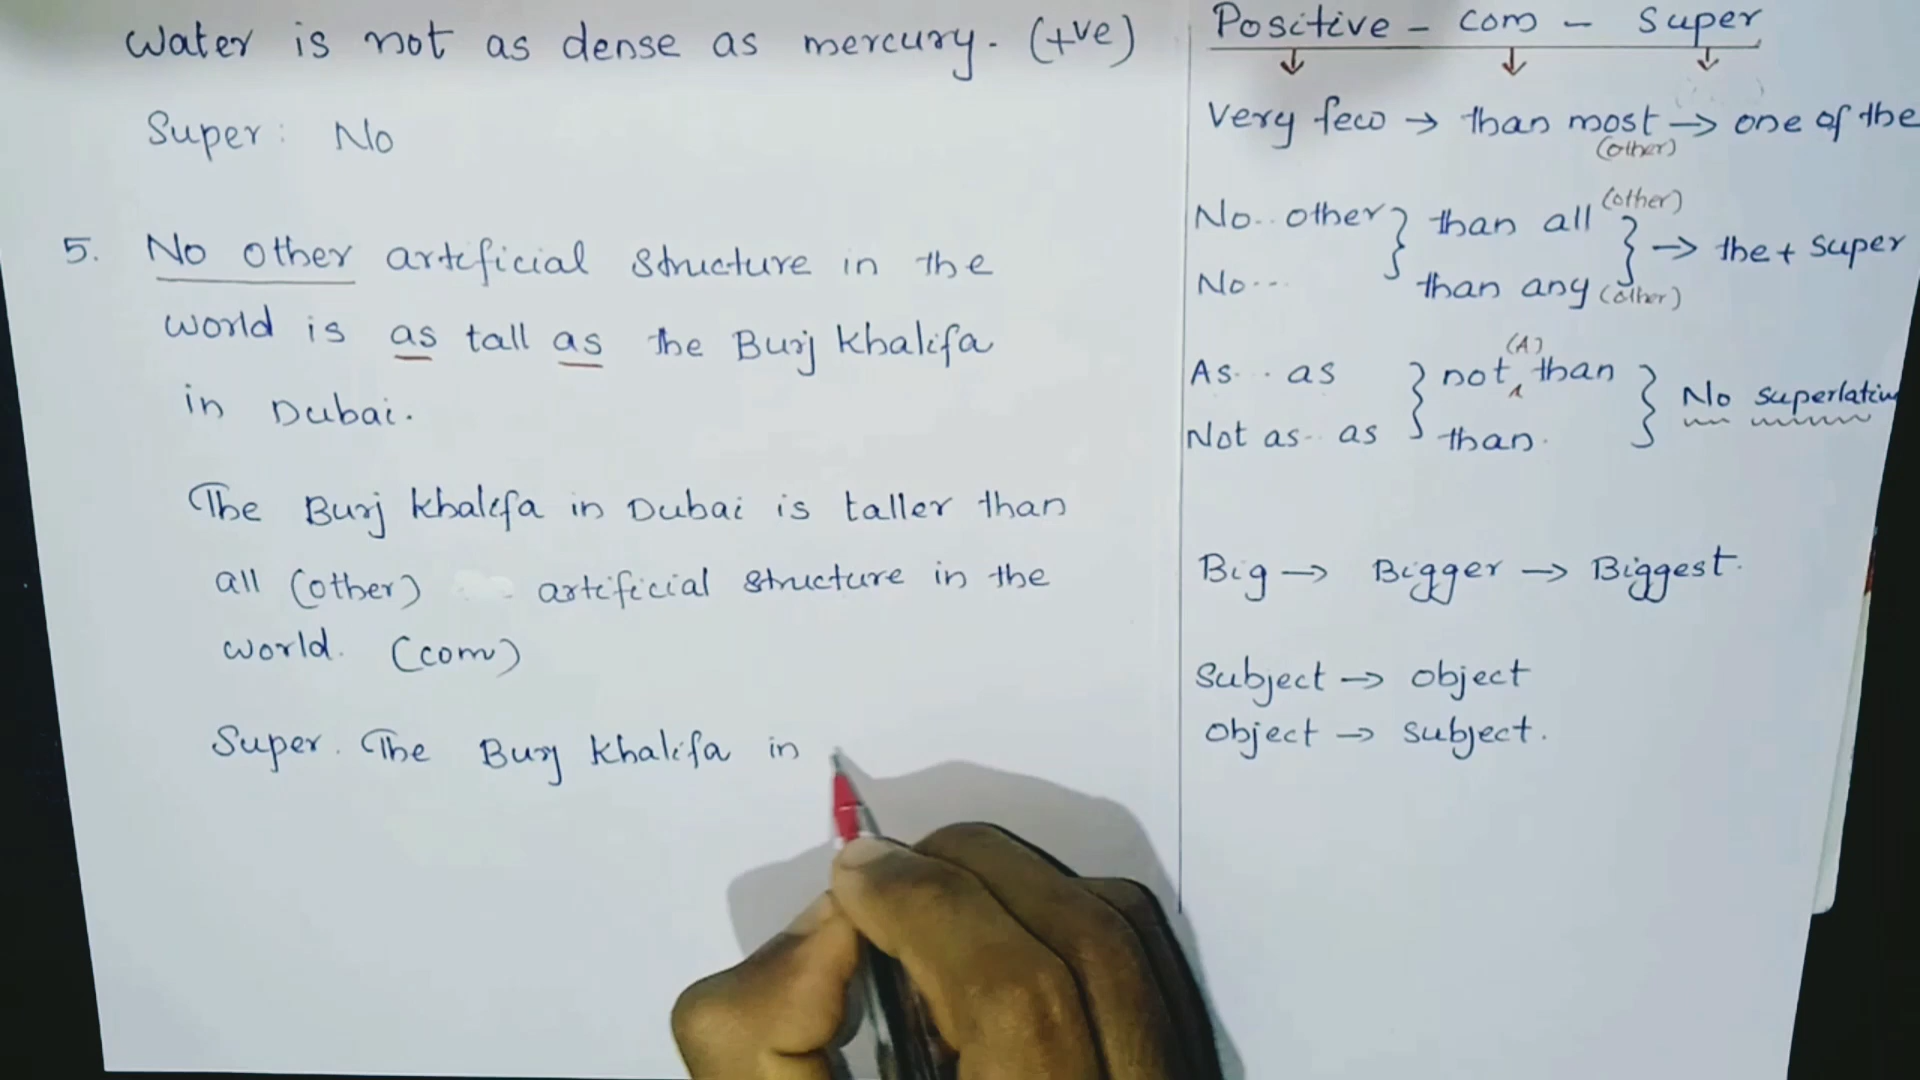 Water is not as dense as mercury. (+ve)
Super: No
5. No other artificial structure in the
world is as tall as the Burj Khalifa
in Dubai.
The Burj Khalifa in Dubai is taller than
all (other) artificial structure in the
world. (com)
Super. The Burj Khalifa in
Positive - com - super
Very few → than most → one of the
(other)
No.. other } than all (other) } → the + super
No... than any (other)
As... as } not than } No superlative
(A)
Not as.. as than.
Big → Bigger → Biggest.
Subject → object
Object → subject.